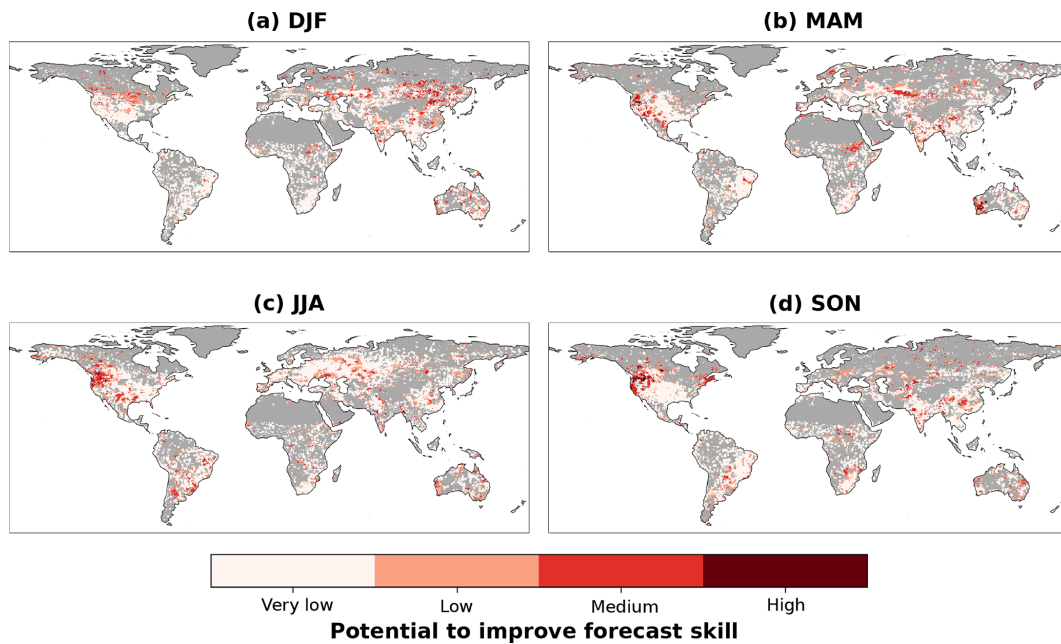 (a) DJF
(b) MAM
(c) JJA
(d) SON
Very low
Low
Medium
High
Potential to improve forecast skill